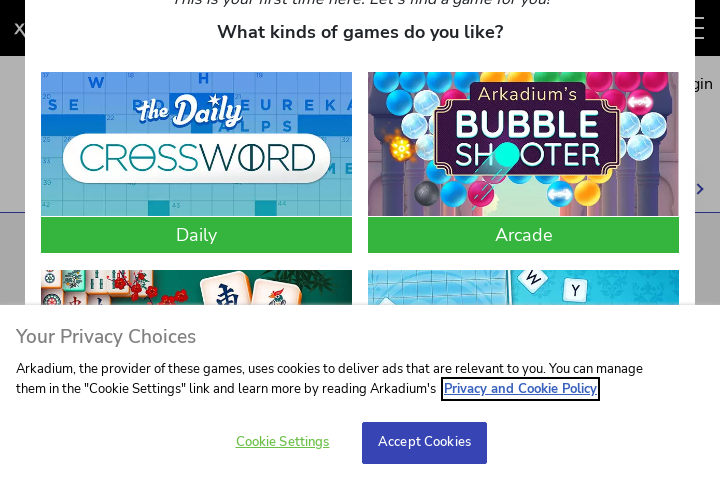 This is your first time here. Let's find a game for you!
What kinds of games do you like?
the Daily
CROSSWORD
Daily
Arkadium's
BUBBLE
SHOOTER
Arcade
Your Privacy Choices
Arkadium, the provider of these games, uses cookies to deliver ads that are relevant to you. You can manage
them in the "Cookie Settings" link and learn more by reading Arkadium's Privacy and Cookie Policy
Cookie Settings
Accept Cookies